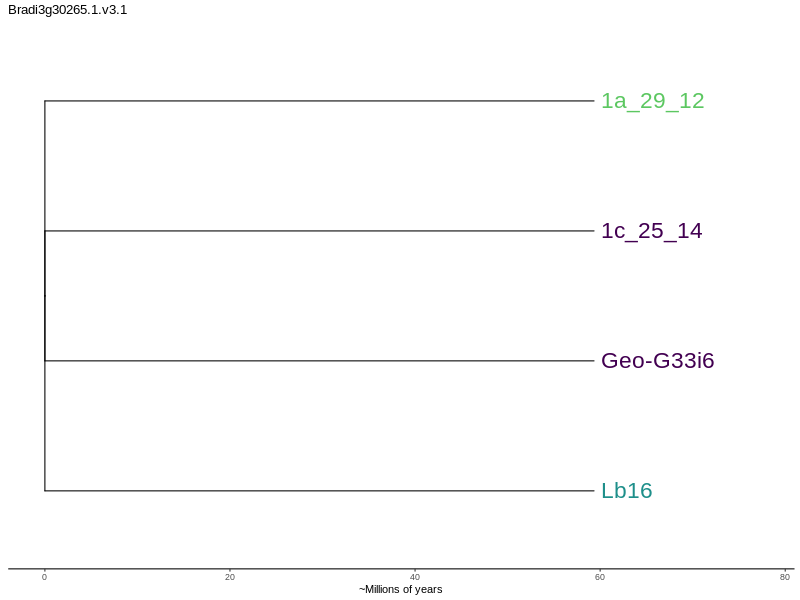 Bradi3g30265.1.v3.1
1a_29_12
1c_25_14
Geo-G33i6
Lb16
0 20 40 60 80
~Millions of years